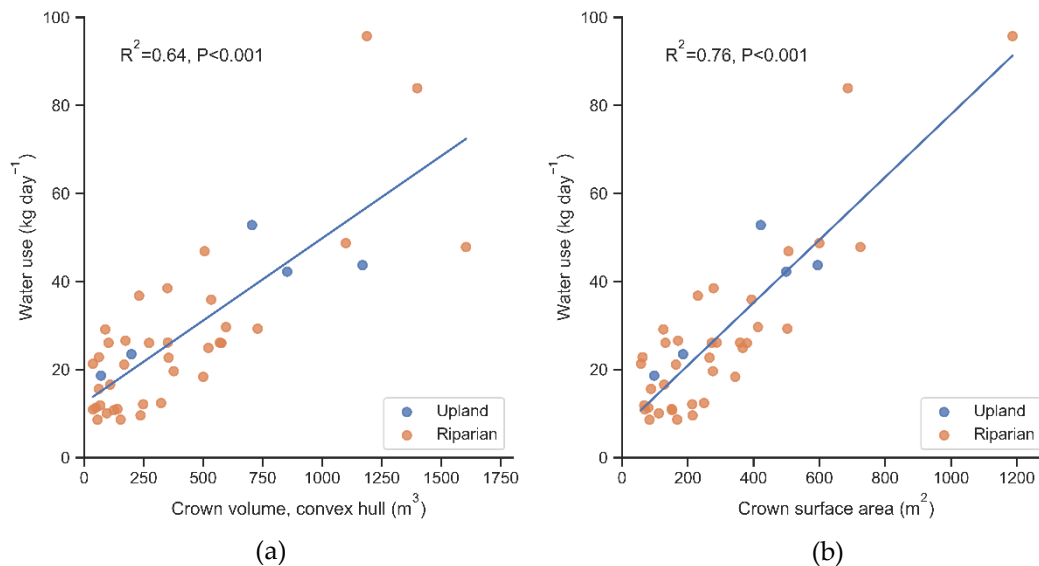 R²=0.64, P<0.001
100
80
60
40
20
0
Water use (kg day⁻¹)
Upland
Riparian
0 250 500 750 1000 1250 1500 1750
Crown volume, convex hull (m³)
(a)
R²=0.76, P<0.001
100
80
60
40
20
0
Water use (kg day⁻¹)
Upland
Riparian
0 200 400 600 800 1000 1200
Crown surface area (m²)
(b)